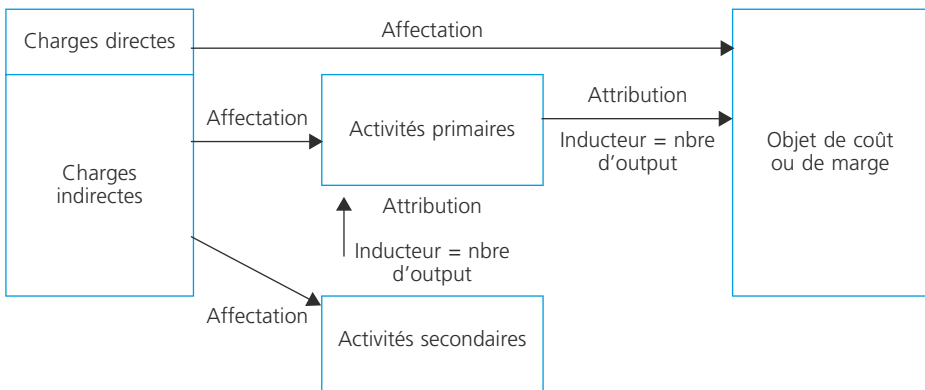 Charges directes
Affectation
Affectation
Activités primaires
Attribution
Inducteur = nbre
d’output
Objet de coût
ou de marge
Charges
indirectes
Attribution
Inducteur = nbre
d’output
Affectation
Activités secondaires